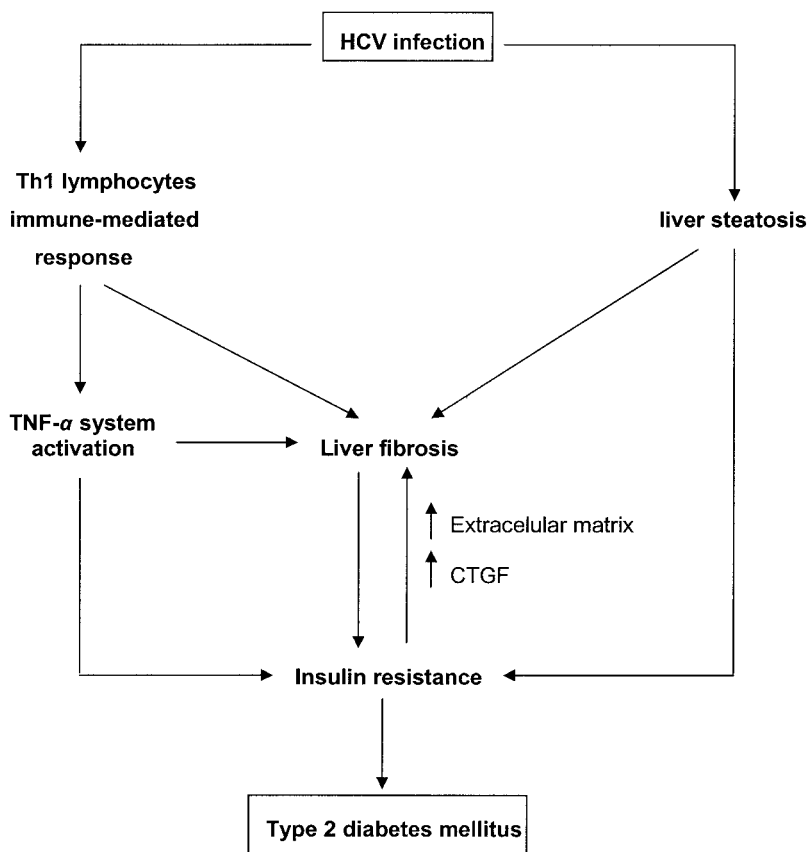 HCV infection
Th1 lymphocytes
immune-mediated
response
liver steatosis
TNF-α system
activation
Liver fibrosis
Extracelular matrix
CTGF
Insulin resistance
Type 2 diabetes mellitus